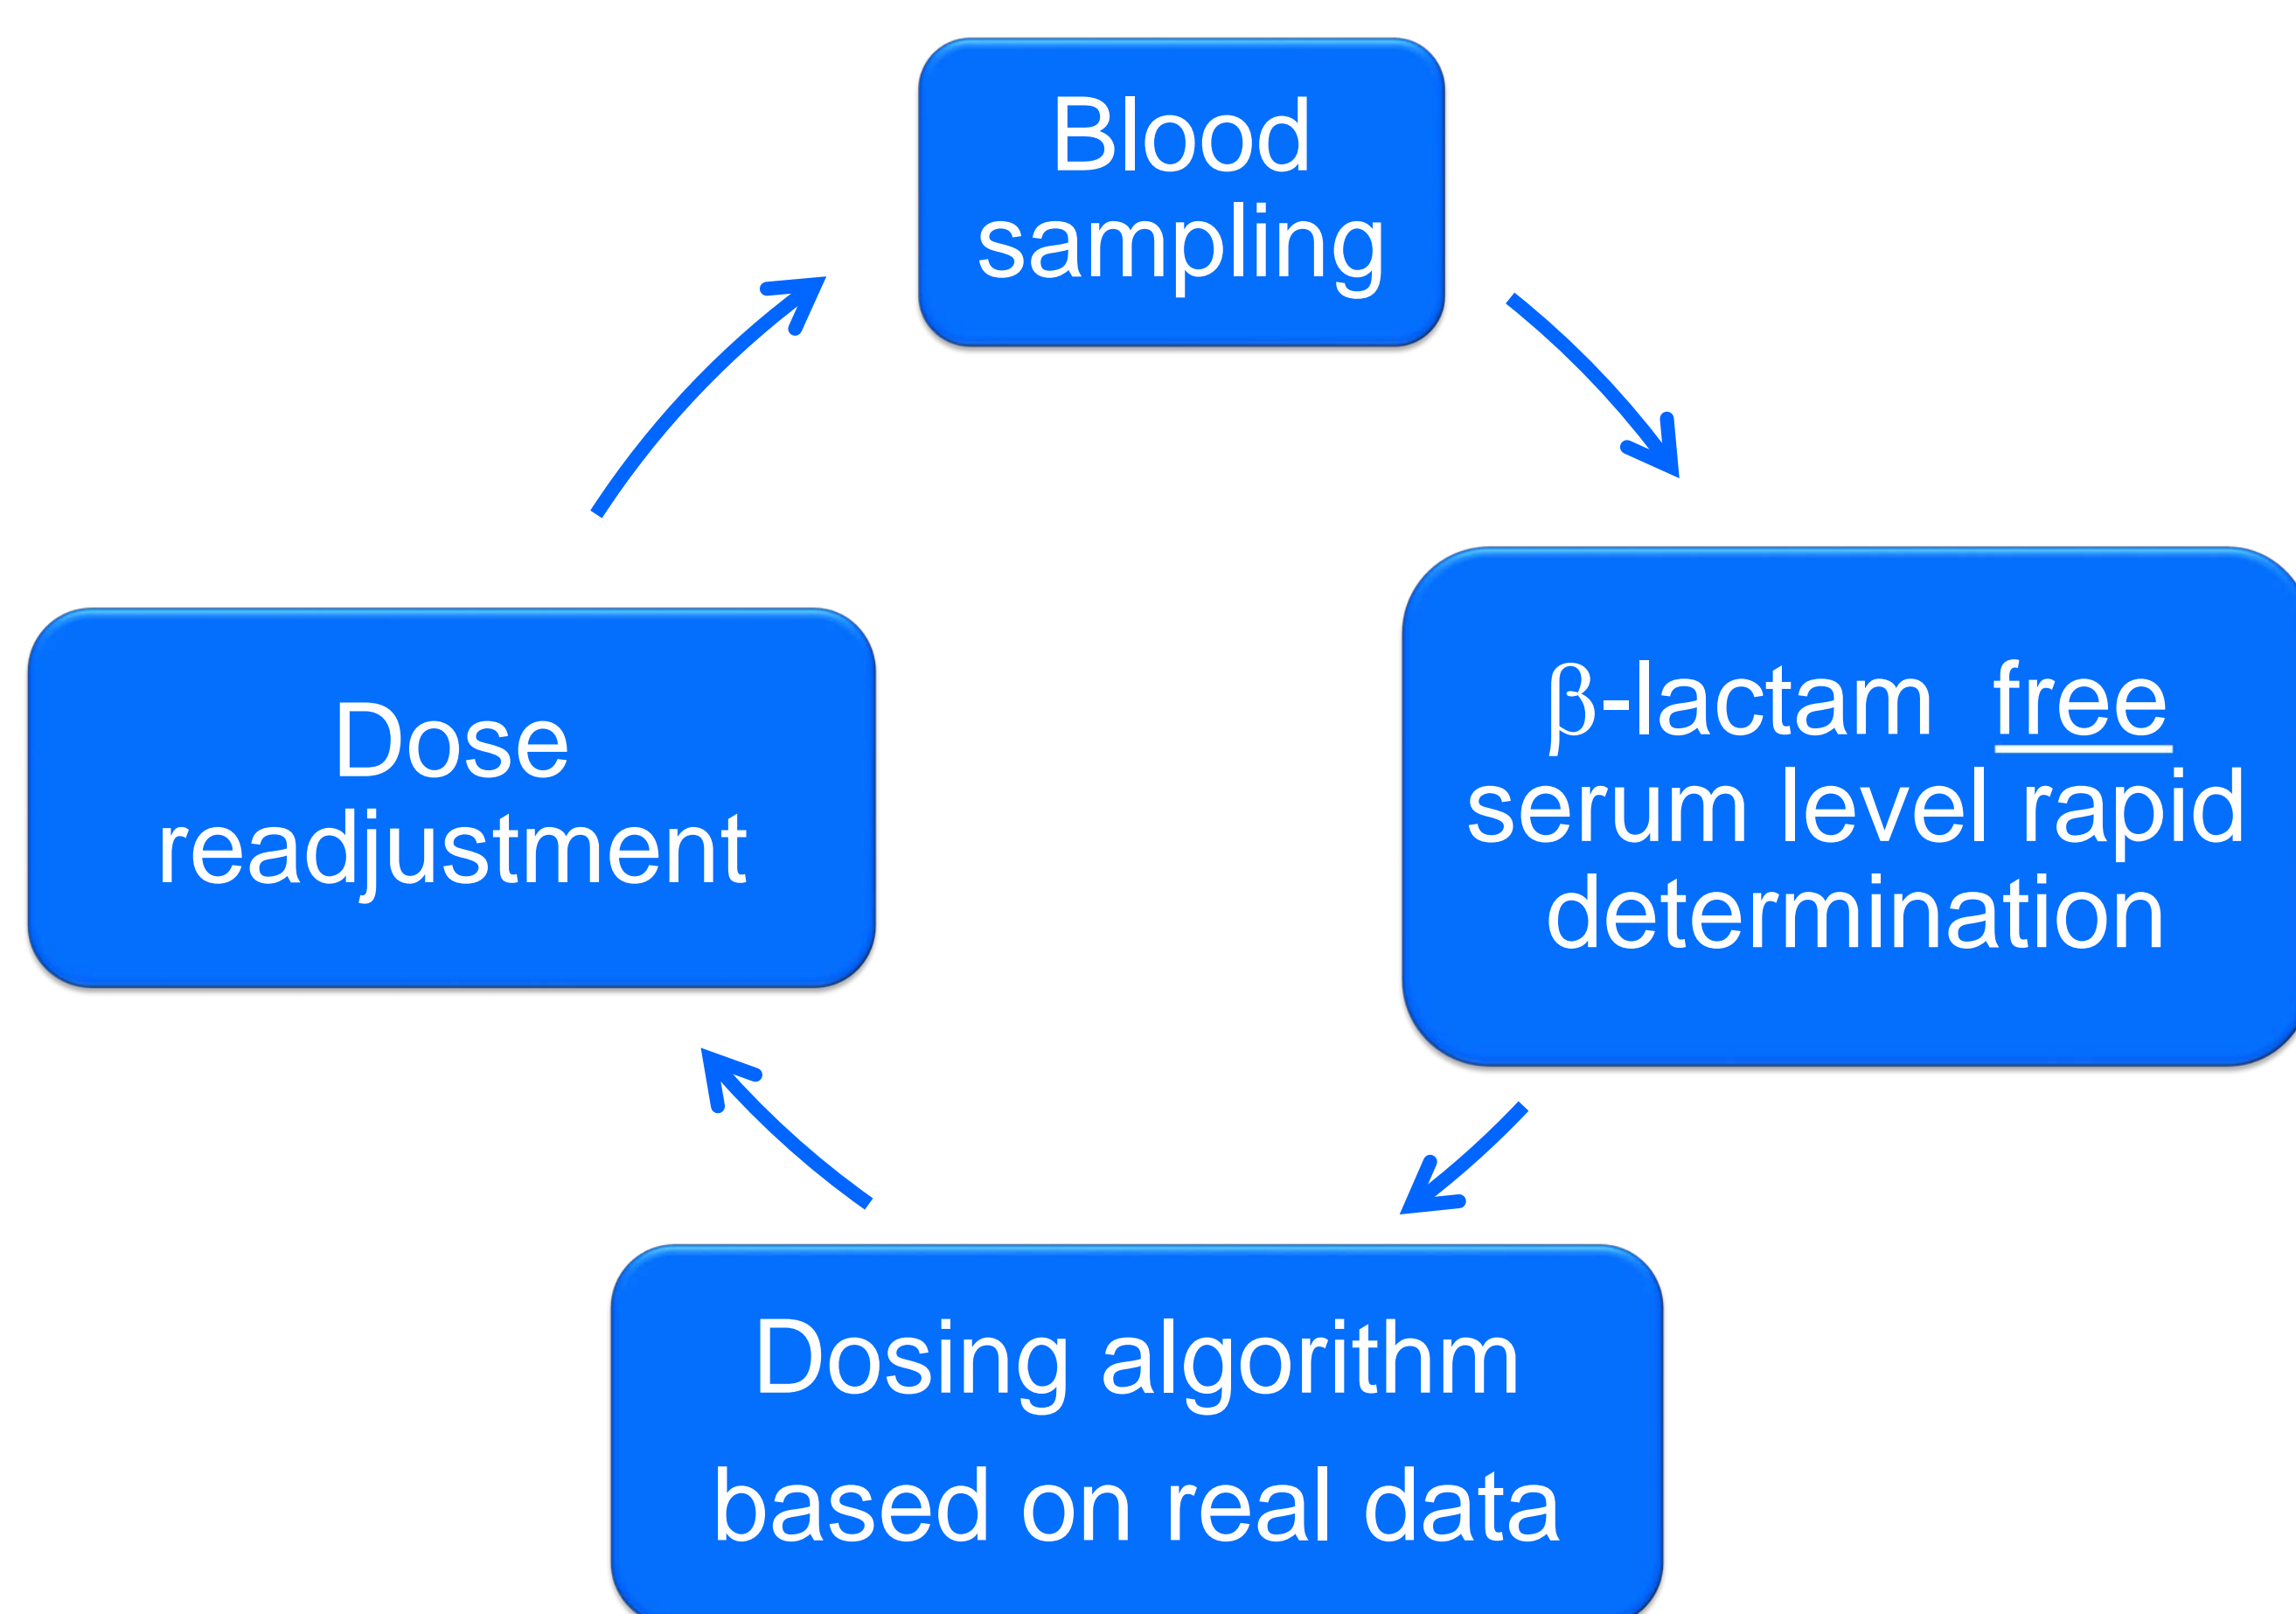 Blood
sampling
β-lactam free
serum level rapid
determination
Dosing algorithm
based on real data
Dose
readjustment